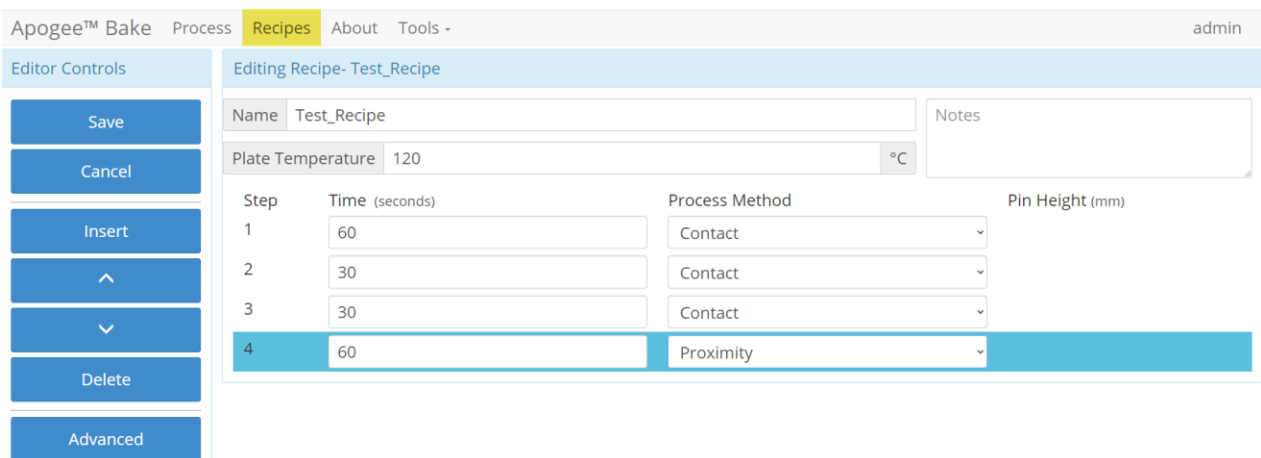 Apogee™ Bake Process Recipes About Tools admin
Editor Controls
Editing Recipe- Test_Recipe
Save
Cancel
Insert
Delete
Advanced
Name Test_Recipe
Notes
Plate Temperature 120 °C
Step Time (seconds) Process Method Pin Height (mm)
1 60 Contact
2 30 Contact
3 30 Contact
4 60 Proximity